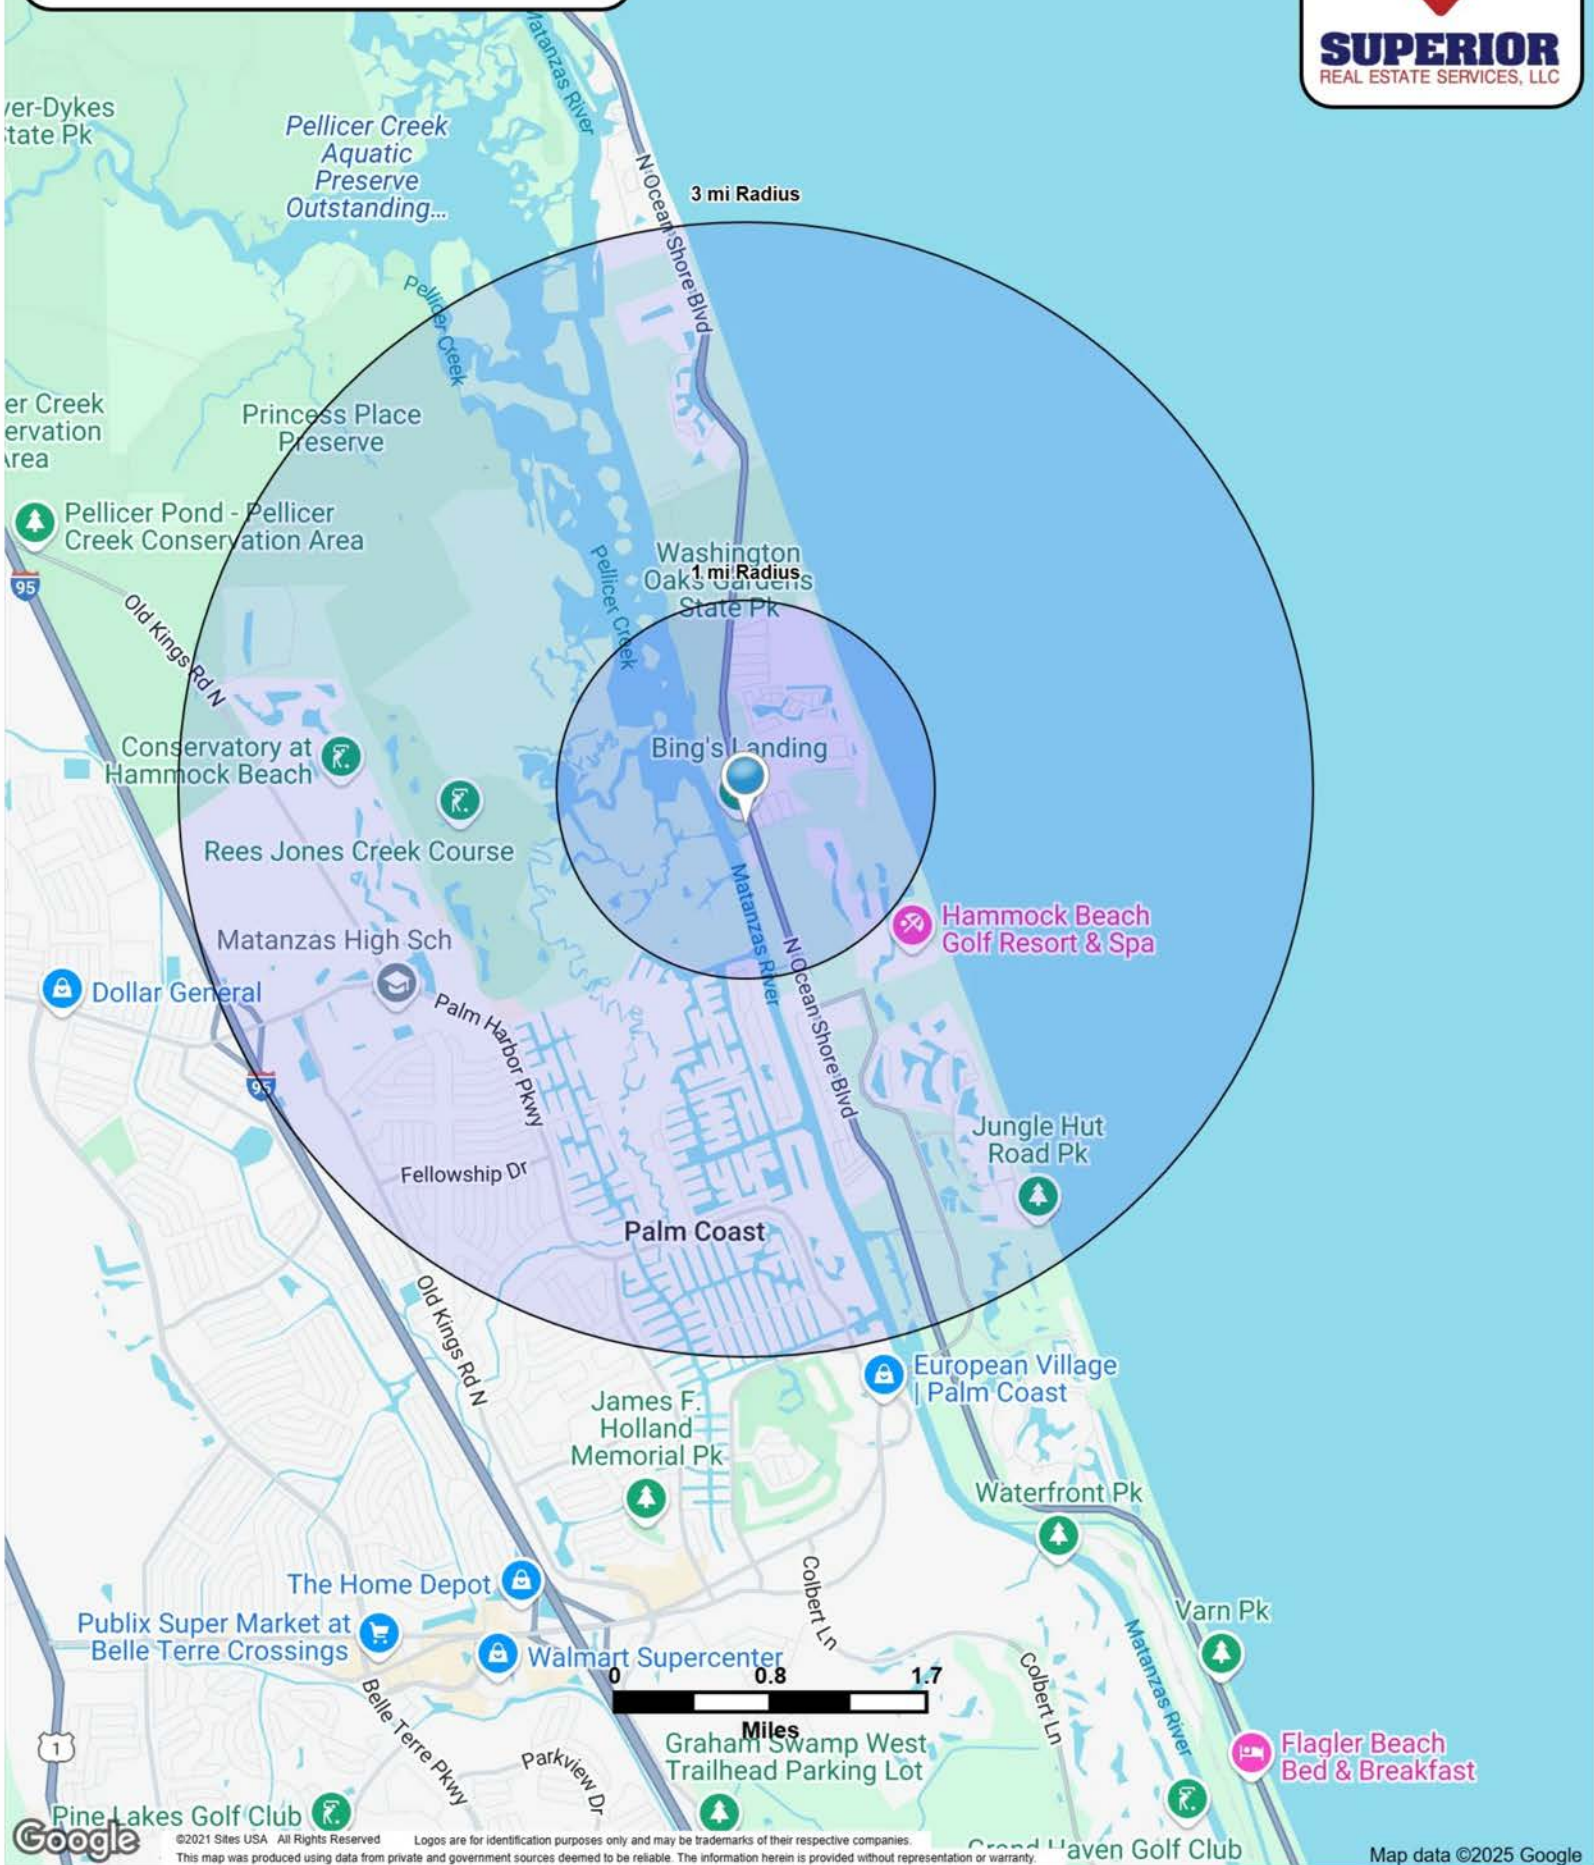 SUPERIOR
REAL ESTATE SERVICES, LLC
Matanzas River
yer-Dykes
State Pk
Pellicer Creek
Aquatic
Preserve
Outstanding...
N Ocean Shore Blvd
3 mi Radius
Pellicer Creek
er Creek
ervation
Area
Princess Place
Preserve
Pellicer Pond - Pellicer
Creek Conservation Area
95
Old Kings Rd N
Pellicer Creek
Washington
Oaks Gardens
State Pk
1 mi Radius
Conservatory at
Hammock Beach
Bing's Landing
Rees Jones Creek Course
Matanzas River
Hammock Beach
Golf Resort & Spa
Matanzas High Sch
Dollar General
Palm Harbor Pkwy
N Ocean Shore Blvd
95
Jungle Hut
Road Pk
Fellowship Dr
Palm Coast
Old Kings Rd N
European Village
| Palm Coast
James F.
Holland
Memorial Pk
Waterfront Pk
Colbert Ln
The Home Depot
Publix Super Market at
Belle Terre Crossings
Walmart Supercenter
Varn Pk
Matanzas River
Colbert Ln
0 0.8 1.7
Miles
Belle Terre Pkwy
1
Parkview Dr
Graham Swamp West
Trailhead Parking Lot
Flagler Beach
Bed & Breakfast
Pine Lakes Golf Club
Grand Haven Golf Club
Google
©2021 Sites USA All Rights Reserved Logos are for identification purposes only and may be trademarks of their respective companies.
This map was produced using data from private and government sources deemed to be reliable. The information herein is provided without representation or warranty.
Map data ©2025 Google